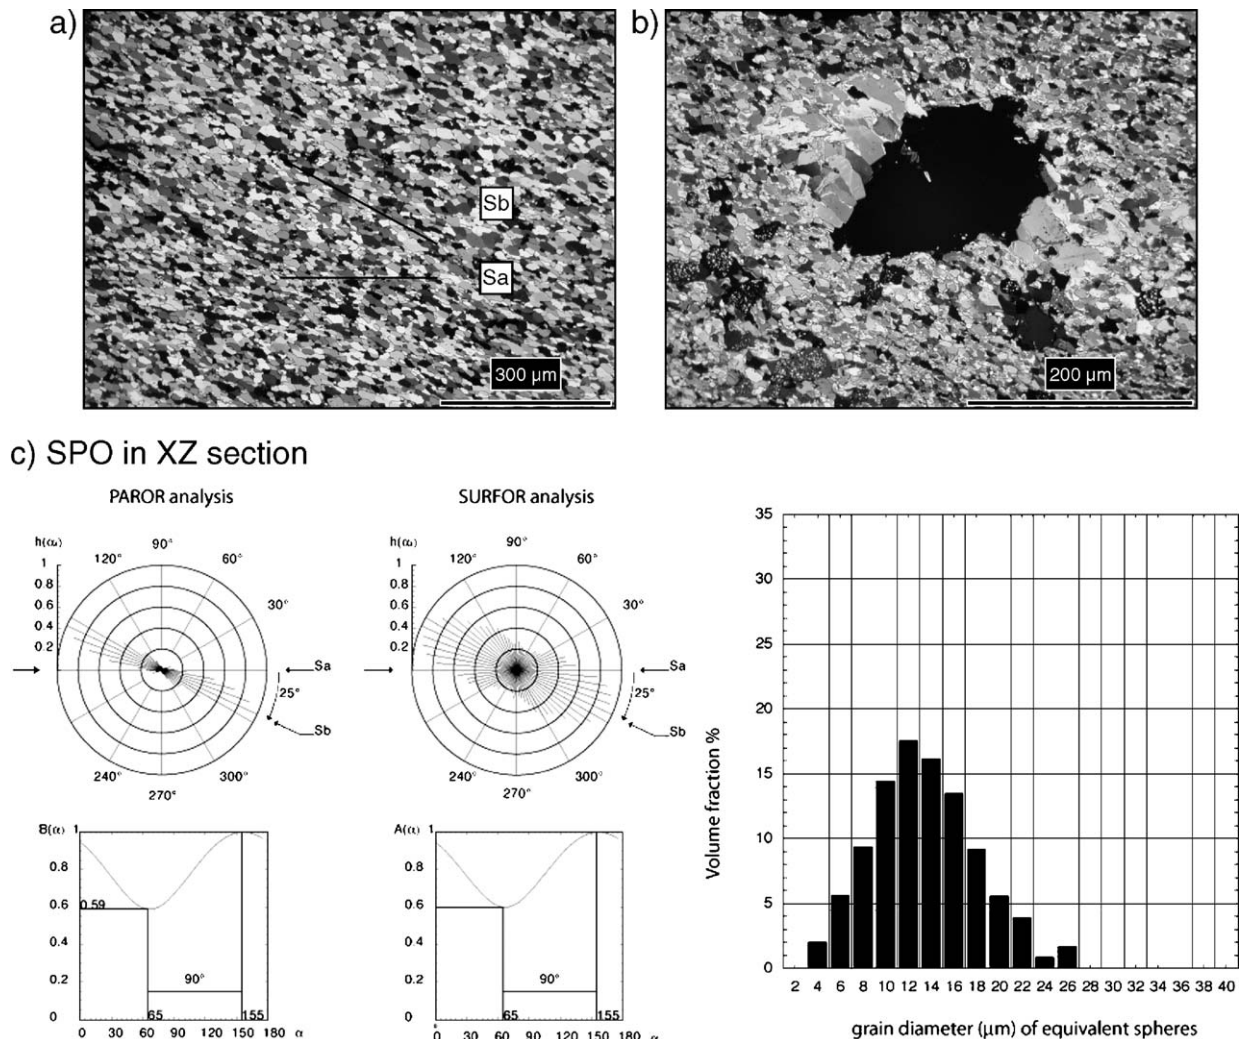 a)
b)
Sb
Sa
300 µm
200 µm
c) SPO in XZ section
PAROR analysis
SURFOR analysis
h(α)
1
0.8
0.6
0.4
0.2
120°
90°
60°
30°
Sa
25°
Sb
240°
270°
300°
h(α)
1
0.8
0.6
0.4
0.2
120°
90°
60°
30°
Sa
25°
Sb
240°
270°
300°
B(α)
1
0.8
0.6
0.4
0.2
0
0.59
90°
65
155
0 30 60 90 120 150 180 α
A(α)
1
0.8
0.6
0.4
0.2
0
90°
65
155
0 30 60 90 120 150 180 α
Volume fraction %
35
30
25
20
15
10
5
0
2 4 6 8 10 12 14 16 18 20 22 24 26 28 30 32 34 36 38 40
grain diameter (µm) of equivalent spheres